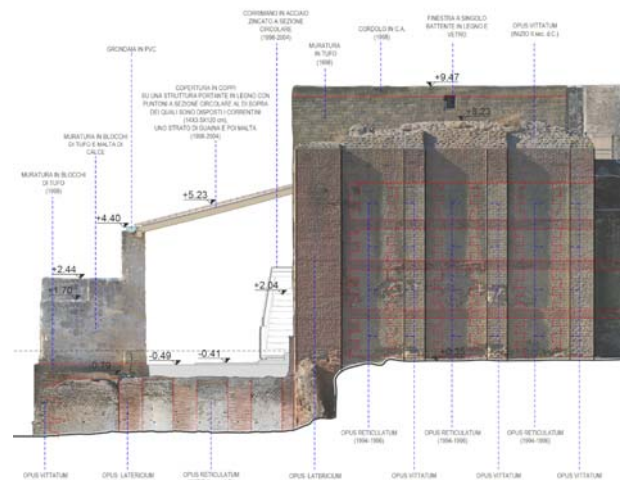 CORRIMANO IN ACCIAIO
ZINCATO A SEZIONE
CIRCOLARE
(1998-2004)
FINESTRA A SINGOLO
BATTENTE IN LEGNO E
VETRO
OPUS VITTATUM
(INIZIO II sec. d.C.)
CORDOLO IN C.A.
(1998)
MURATURA
IN TUFO
(1998)
GRONDAIA IN PVC
COPERTURA IN COPPI
SU UNA STRUTTURA PORTANTE IN LEGNO CON
PUNTONI A SEZIONE CIRCOLARE AL DI SOPRA
DEI QUALI SONO DISPOSTI I CORRENTINI
UNO STRATO DI GUAINA E POI MALTA
(1998-2004)
MURATURA IN BLOCCHI
DI TUFO E MALTA DI
CALCE
MURATURA IN BLOCCHI
DI TUFO
(1998)
+9.47
+8.23
+5.23
+4.40
+2.44
+1.70
+2.04
-0.49
-0.41
-0.79
OPUS RETICULATUM
(1994-1996)
OPUS RETICULATUM
(1994-1996)
OPUS RETICULATUM
(1994-1996)
OPUS VITTATUM
OPUS LATERICIUM
OPUS RETICULATUM
OPUS LATERICIUM
OPUS VITTATUM
OPUS VITTATUM
OPUS VITTATUM